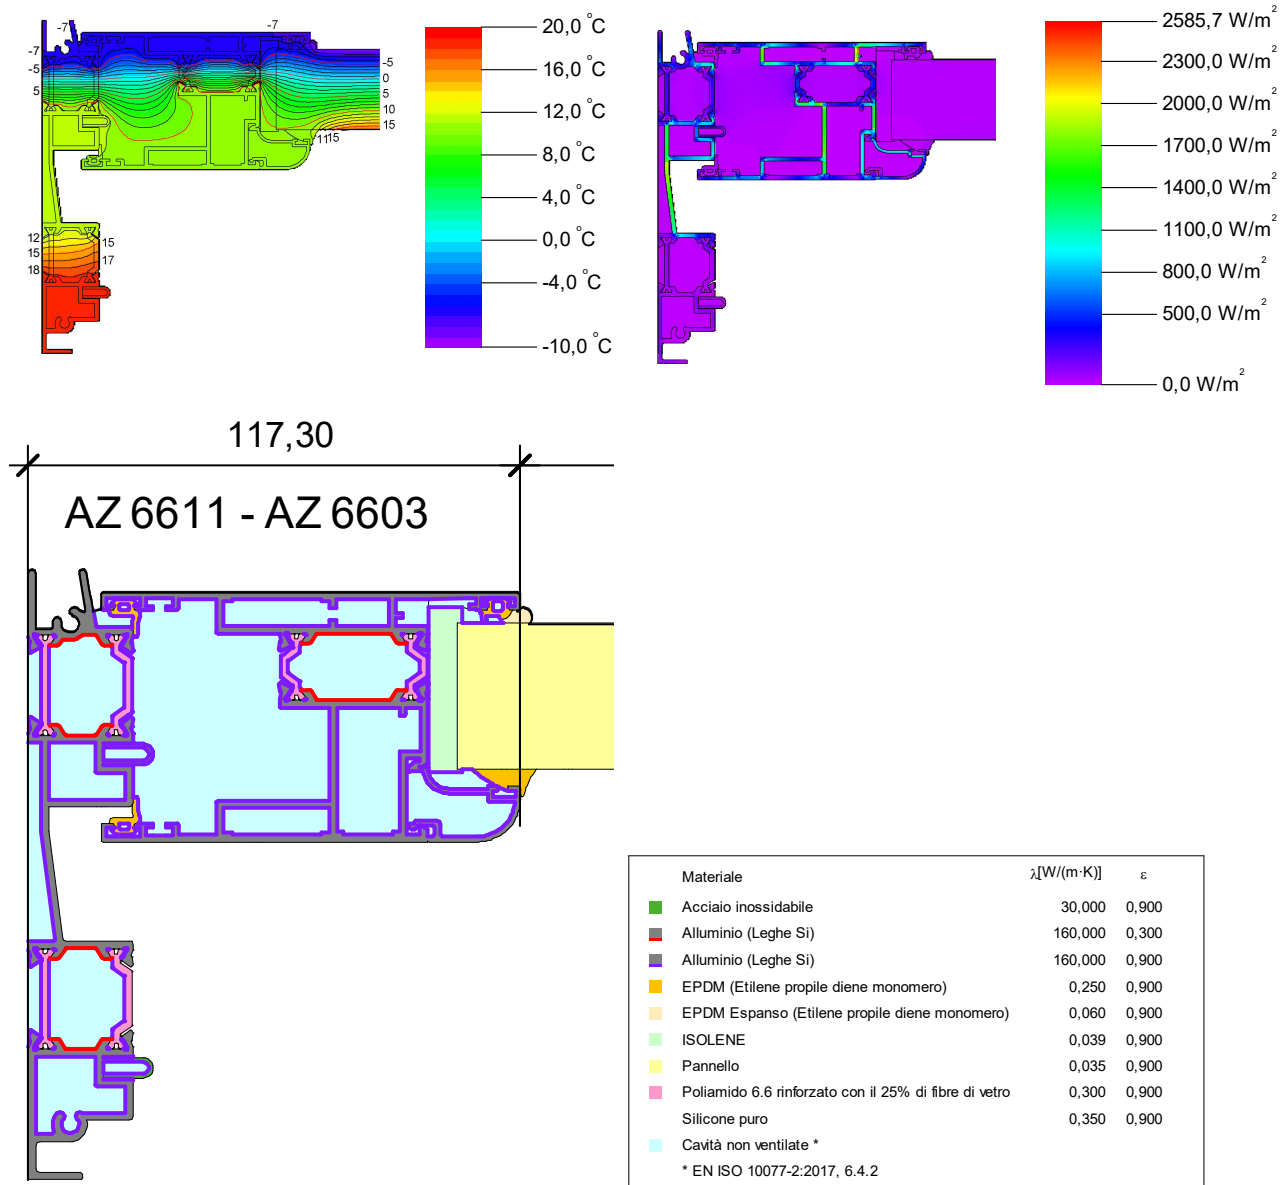 -7
-7
-5
5
-5
0
5
10
15
11
15
12
15
18
15
17
20,0 °C
16,0 °C
12,0 °C
8,0 °C
4,0 °C
0,0 °C
-4,0 °C
-10,0 °C
-7
2585,7 W/m²
2300,0 W/m²
2000,0 W/m²
1700,0 W/m²
1400,0 W/m²
1100,0 W/m²
800,0 W/m²
500,0 W/m²
0,0 W/m²
117,30
AZ 6611 - AZ 6603
Materiale λ[W/(m·K)] ε
Acciaio inossidabile 30,000 0,900
Alluminio (Leghe Si) 160,000 0,300
Alluminio (Leghe Si) 160,000 0,900
EPDM (Etilene propile diene monomero) 0,250 0,900
EPDM Espanso (Etilene propile diene monomero) 0,060 0,900
ISOLENE 0,039 0,900
Pannello 0,035 0,900
Poliamido 6.6 rinforzato con il 25% di fibre di vetro 0,300 0,900
Silicone puro 0,350 0,900
Cavità non ventilate *
* EN ISO 10077-2:2017, 6.4.2